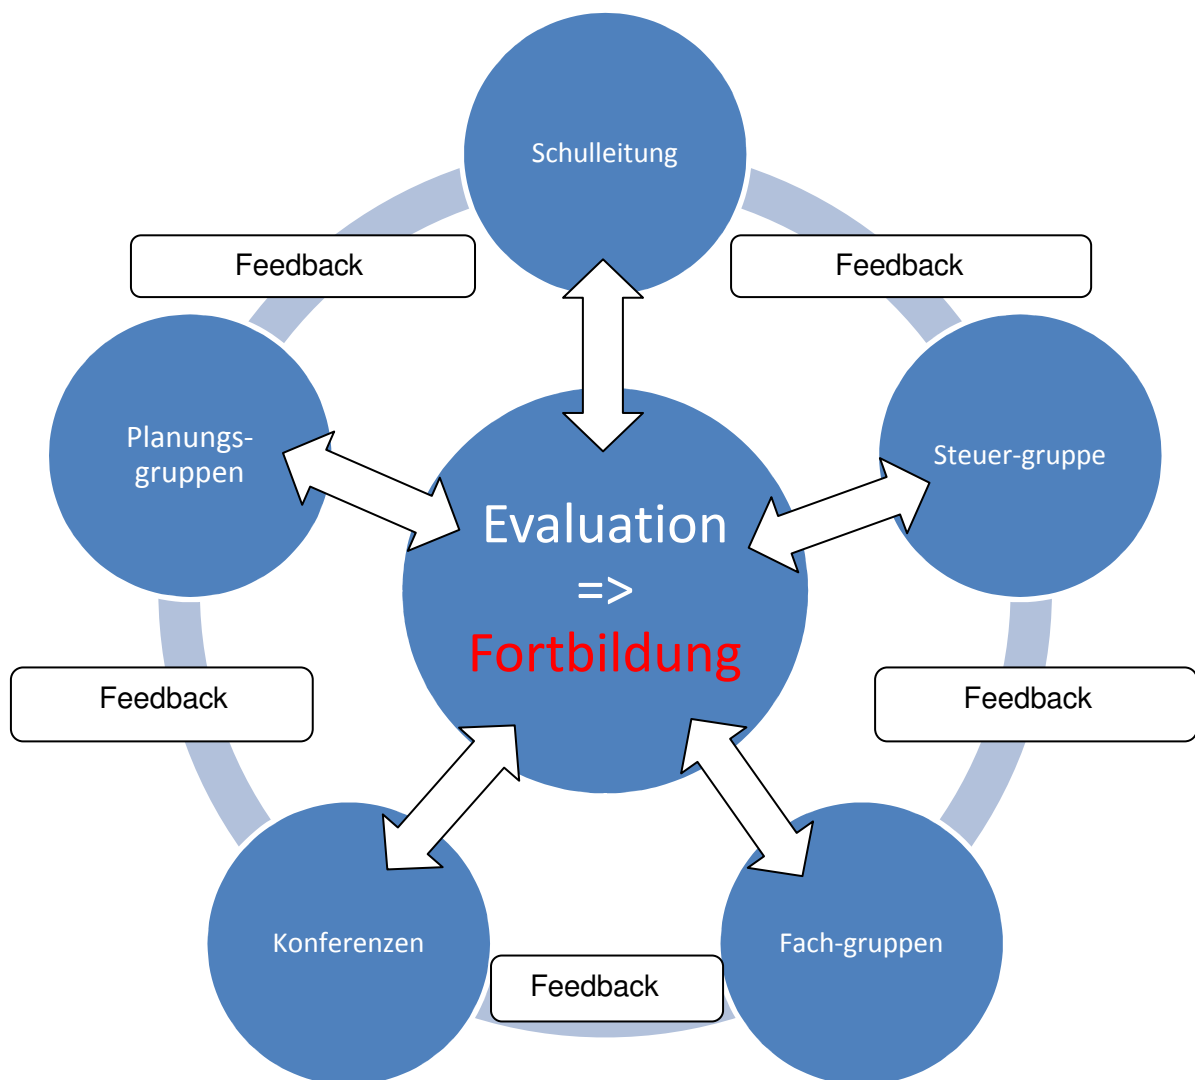 Schulleitung
Feedback
Feedback
Planungs-
gruppen
Steuer-gruppe
Evaluation
=>
Fortbildung
Feedback
Feedback
Konferenzen
Fach-gruppen
Feedback